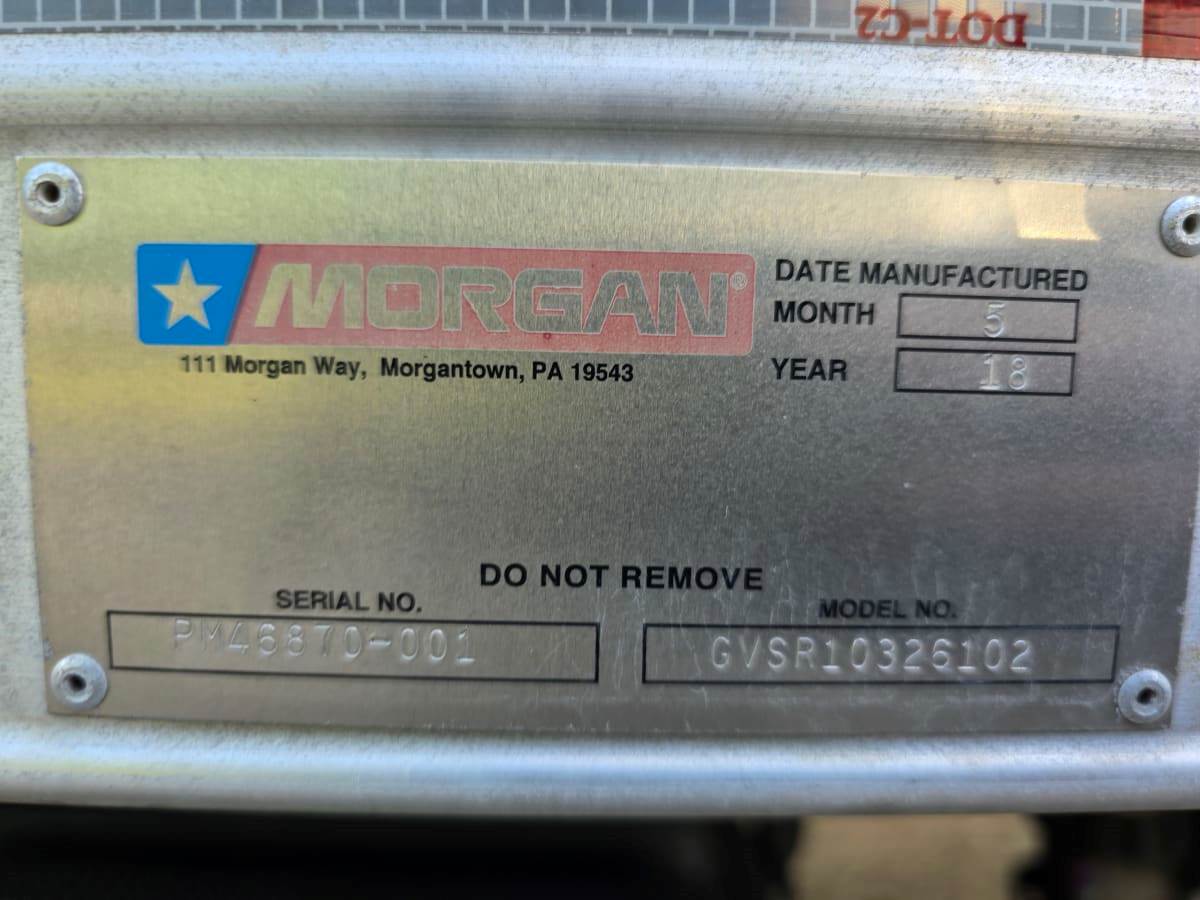 DOT-C2
MORGAN®
111 Morgan Way, Morgantown, PA 19543
DATE MANUFACTURED
MONTH 5
YEAR 18
DO NOT REMOVE
SERIAL NO.
PM46870-001
MODEL NO.
GVSR10326102